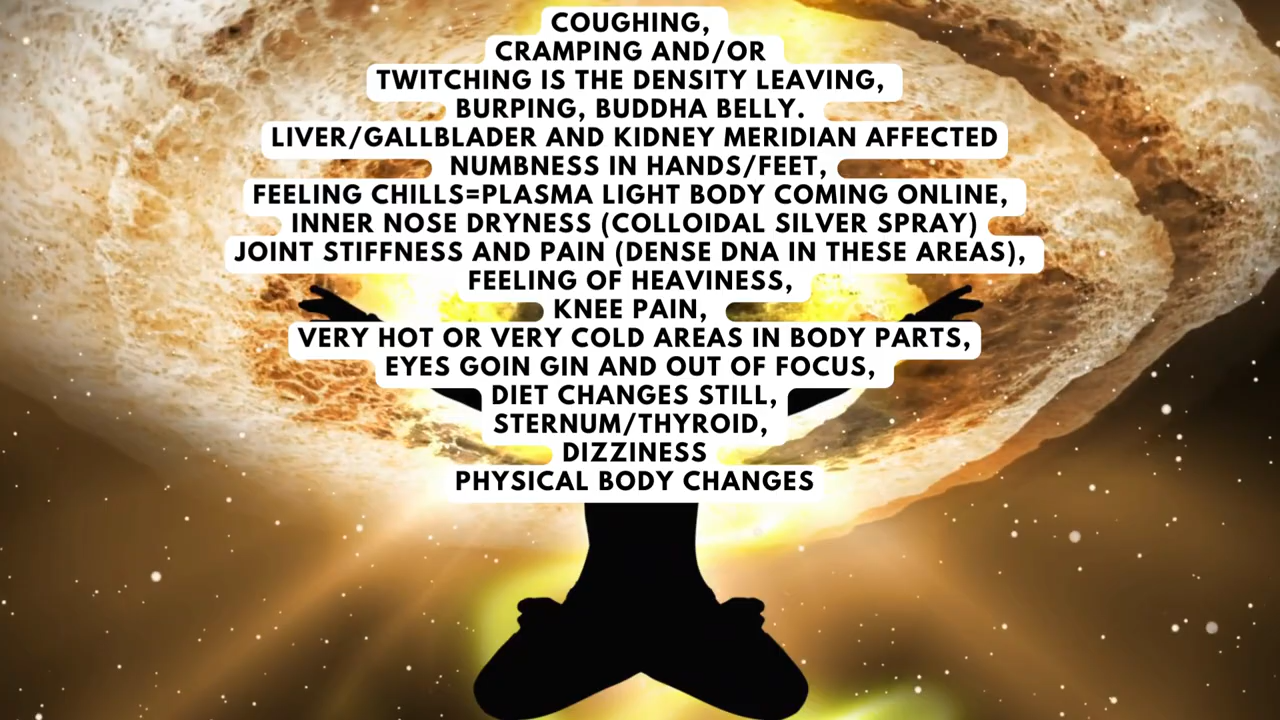 COUGHING,
CRAMPING AND/OR
TWITCHING IS THE DENSITY LEAVING,
BURPING, BUDDHA BELLY.
LIVER/GALLBLADER AND KIDNEY MERIDIAN AFFECTED
NUMBNESS IN HANDS/FEET,
FEELING CHILLS=PLASMA LIGHT BODY COMING ONLINE,
INNER NOSE DRYNESS (COLLOIDAL SILVER SPRAY)
JOINT STIFFNESS AND PAIN (DENSE DNA IN THESE AREAS),
FEELING OF HEAVINESS,
KNEE PAIN,
VERY HOT OR VERY COLD AREAS IN BODY PARTS,
EYES GOIN GIN AND OUT OF FOCUS,
DIET CHANGES STILL,
STERNUM/THYROID,
DIZZINESS
PHYSICAL BODY CHANGES